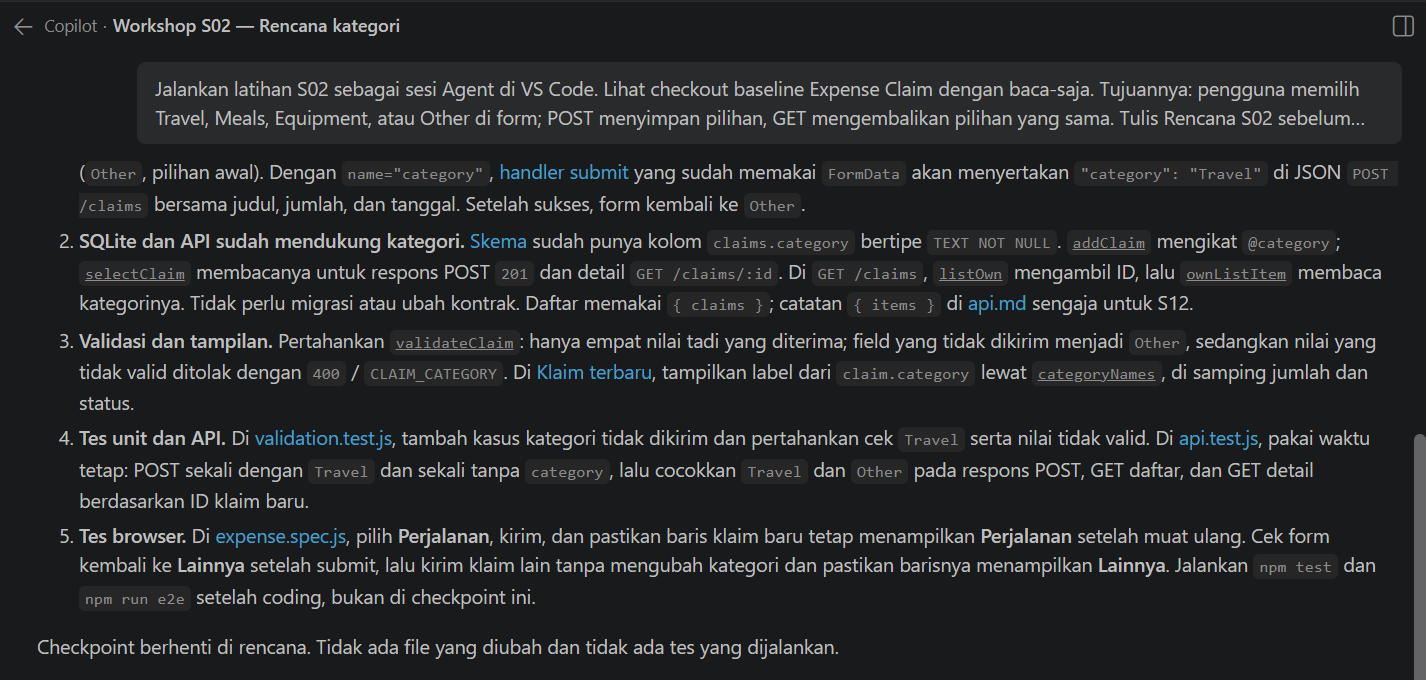 Copilot · Workshop S02 — Rencana kategori
Jalankan latihan S02 sebagai sesi Agent di VS Code. Lihat checkout baseline Expense Claim dengan baca-saja. Tujuannya: pengguna memilih
Travel, Meals, Equipment, atau Other di form; POST menyimpan pilihan, GET mengembalikan pilihan yang sama. Tulis Rencana S02 sebelum...
(Other, pilihan awal). Dengan name="category", handler submit yang sudah memakai FormData akan menyertakan "category": "Travel" di JSON POST
/claims bersama judul, jumlah, dan tanggal. Setelah sukses, form kembali ke Other.
2. SQLite dan API sudah mendukung kategori. Skema sudah punya kolom claims.category bertipe TEXT NOT NULL. addClaim mengikat @category;
selectClaim membacanya untuk respons POST 201 dan detail GET /claims/:id. Di GET /claims, listOwn mengambil ID, lalu ownListItem membaca
kategorinya. Tidak perlu migrasi atau ubah kontrak. Daftar memakai { claims }; catatan { items } di api.md sengaja untuk S12.
3. Validasi dan tampilan. Pertahankan validateClaim: hanya empat nilai tadi yang diterima; field yang tidak dikirim menjadi Other, sedangkan nilai yang
tidak valid ditolak dengan 400 / CLAIM_CATEGORY. Di Klaim terbaru, tampilkan label dari claim.category lewat categoryNames, di samping jumlah dan
status.
4. Tes unit dan API. Di validation.test.js, tambah kasus kategori tidak dikirim dan pertahankan cek Travel serta nilai tidak valid. Di api.test.js, pakai waktu
tetap: POST sekali dengan Travel dan sekali tanpa category, lalu cocokkan Travel dan Other pada respons POST, GET daftar, dan GET detail
berdasarkan ID klaim baru.
5. Tes browser. Di expense.spec.js, pilih Perjalanan, kirim, dan pastikan baris klaim baru tetap menampilkan Perjalanan setelah muat ulang. Cek form
kembali ke Lainnya setelah submit, lalu kirim klaim lain tanpa mengubah kategori dan pastikan barisnya menampilkan Lainnya. Jalankan npm test dan
npm run e2e setelah coding, bukan di checkpoint ini.
Checkpoint berhenti di rencana. Tidak ada file yang diubah dan tidak ada tes yang dijalankan.